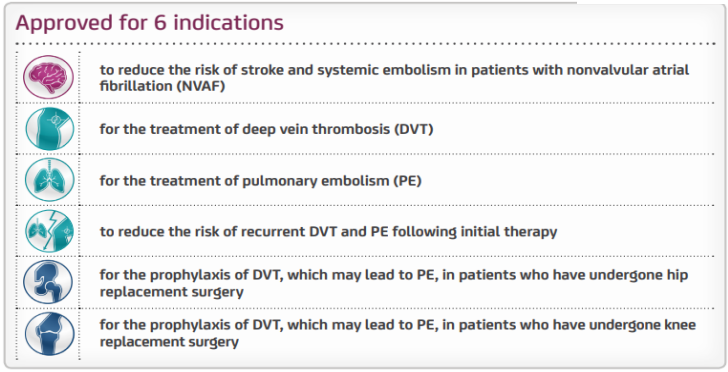 Approved for 6 indications
to reduce the risk of stroke and systemic embolism in patients with nonvalvular atrial
fibrillation (NVAF)
for the treatment of deep vein thrombosis (DVT)
for the treatment of pulmonary embolism (PE)
to reduce the risk of recurrent DVT and PE following initial therapy
for the prophylaxis of DVT, which may lead to PE, in patients who have undergone hip
replacement surgery
for the prophylaxis of DVT, which may lead to PE, in patients who have undergone knee
replacement surgery